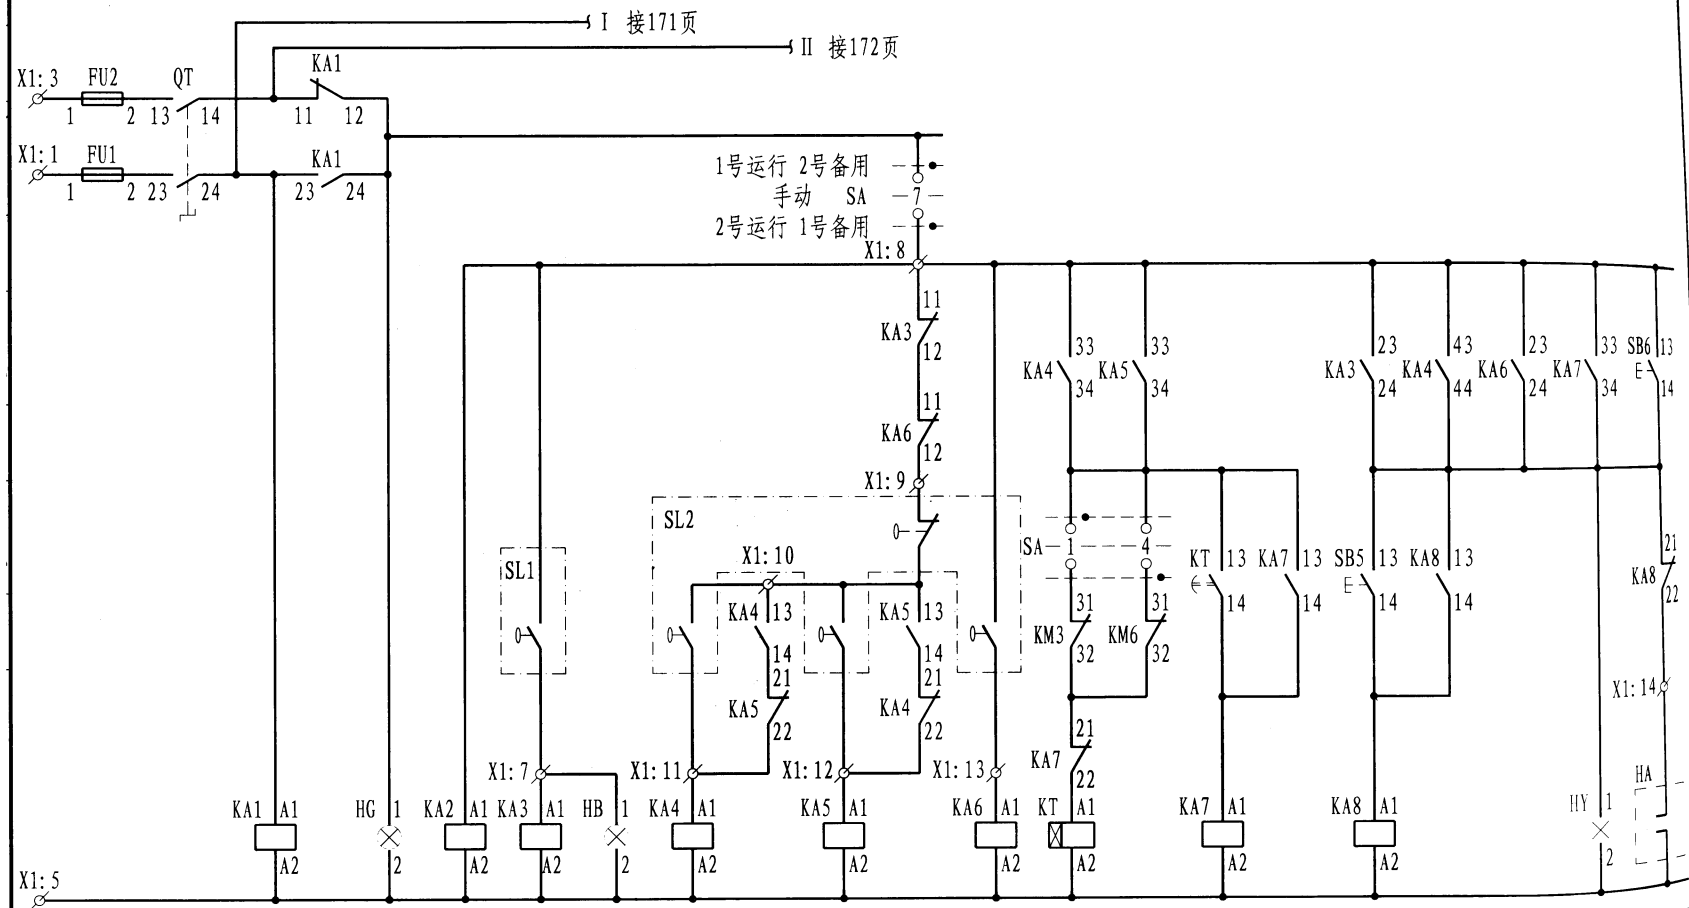 I 接171页
II 接172页
X1:3 FU2 QT KA1
1 2 13 14 11 12
X1:1 FU1 KA1
1 2 23 24 23 24
1号运行 2号备用
手动 SA 7
2号运行 1号备用
X1:8
11
KA3
12
11
KA6
12
X1:9
33 33 23 43 23 33 SB6 13
KA4 KA5 KA3 KA4 KA6 KA7 E
34 34 24 44 24 34 14
SL2
SA 1 4
X1:10
SL1
KT 13 KA7 13 SB5 13 KA8 13 21
E KA8
14 14 14 14 22
KA4 13 KA5 13
14 14
31 31
KM3 KM6
32 32
21 21
KA5 KA4
22 22
X1:14
21
KA7
22
X1:7 X1:11 X1:12 X1:13
HA
KA1 A1 HG 1 KA2 A1 KA3 A1 HB 1 KA4 A1 KA5 A1 KA6 A1 KT A1 KA7 A1 KA8 A1 HY 1
A2 2 A2 A2 2 A2 A2 A2 A2 A2 A2 2
X1:5